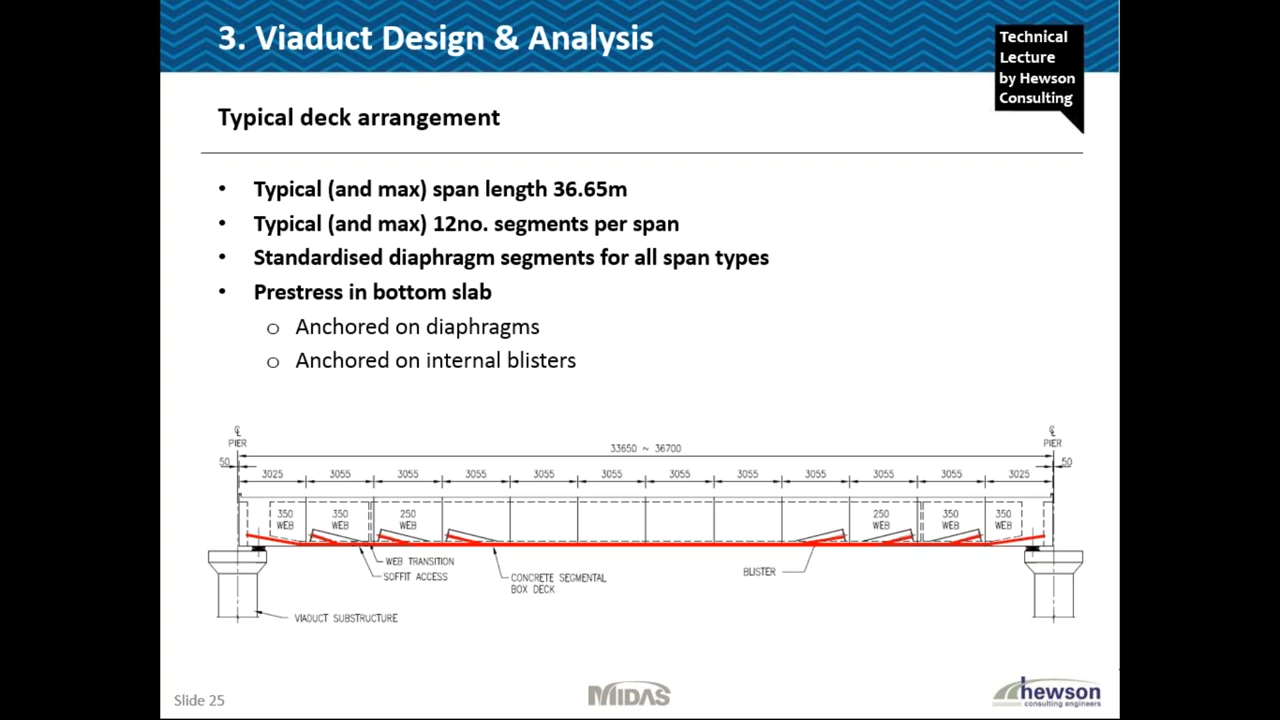 3. Viaduct Design & Analysis
Technical
Lecture
by Hewson
Consulting
Typical deck arrangement
• Typical (and max) span length 36.65m
• Typical (and max) 12no. segments per span
• Standardised diaphragm segments for all span types
• Prestress in bottom slab
o Anchored on diaphragms
o Anchored on internal blisters
℄
PIER
℄
PIER
33650 ~ 36700
50
3025 3055 3055 3055 3055 3055 3055 3055 3055 3055 3055 3025
50
350
WEB
350
WEB
250
WEB
250
WEB
350
WEB
350
WEB
WEB TRANSITION
SOFFIT ACCESS
CONCRETE SEGMENTAL
BOX DECK
BLISTER
VIADUCT SUBSTRUCTURE
Slide 25
MIDAS
hewson
consulting engineers